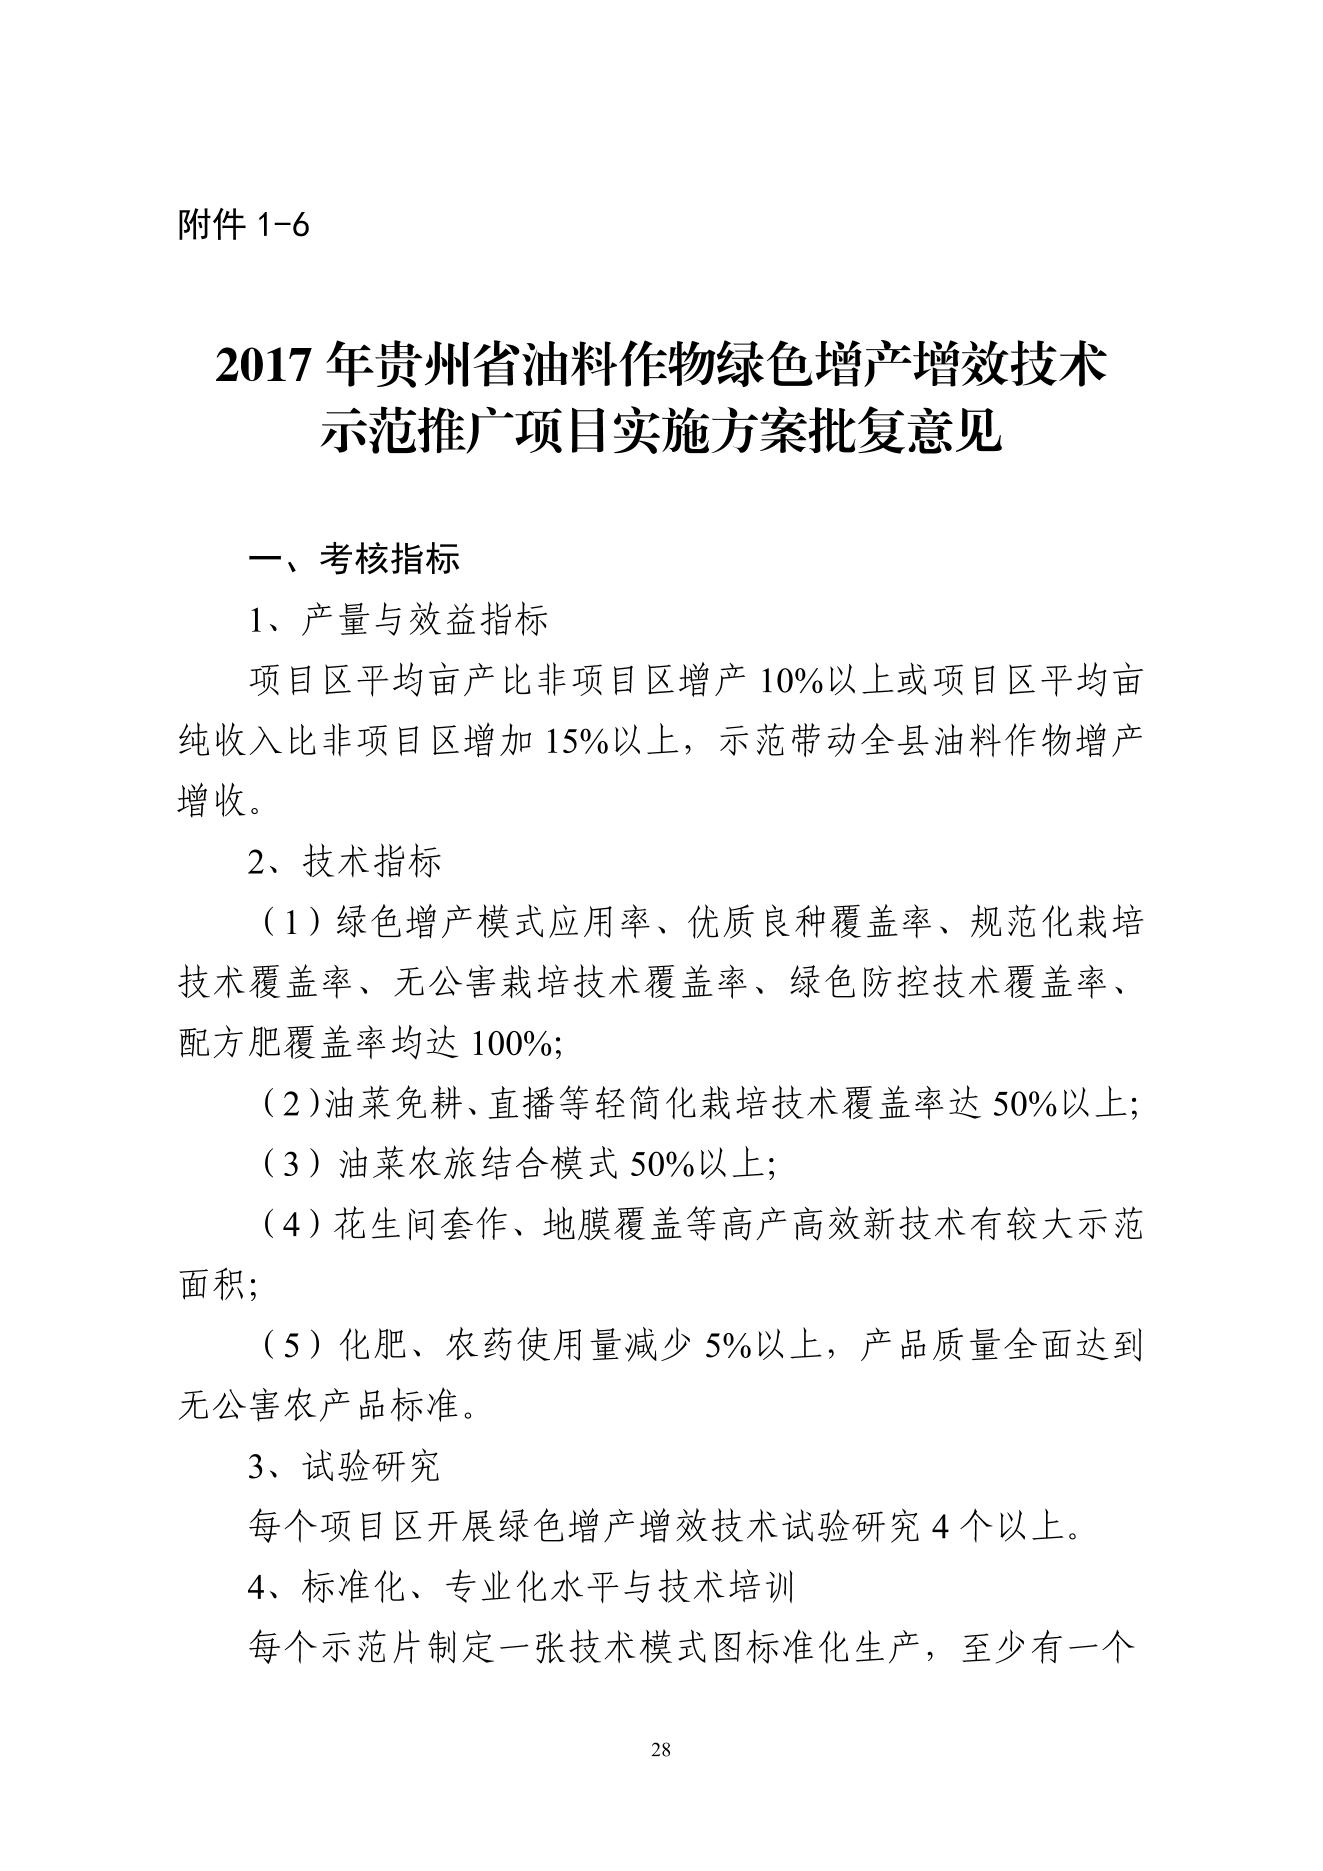 附件 1-6
2017 年贵州省油料作物绿色增产增效技术
示范推广项目实施方案批复意见
一、考核指标
1、产量与效益指标
项目区平均亩产比非项目区增产 10%以上或项目区平均亩
纯收入比非项目区增加 15%以上，示范带动全县油料作物增产
增收。
2、技术指标
（1）绿色增产模式应用率、优质良种覆盖率、规范化栽培
技术覆盖率、无公害栽培技术覆盖率、绿色防控技术覆盖率、
配方肥覆盖率均达 100%;
（2）油菜免耕、直播等轻简化栽培技术覆盖率达 50%以上;
（3）油菜农旅结合模式 50%以上;
（4）花生间套作、地膜覆盖等高产高效新技术有较大示范
面积;
（5）化肥、农药使用量减少 5%以上，产品质量全面达到
无公害农产品标准。
3、试验研究
每个项目区开展绿色增产增效技术试验研究 4 个以上。
4、标准化、专业化水平与技术培训
每个示范片制定一张技术模式图标准化生产，至少有一个
28